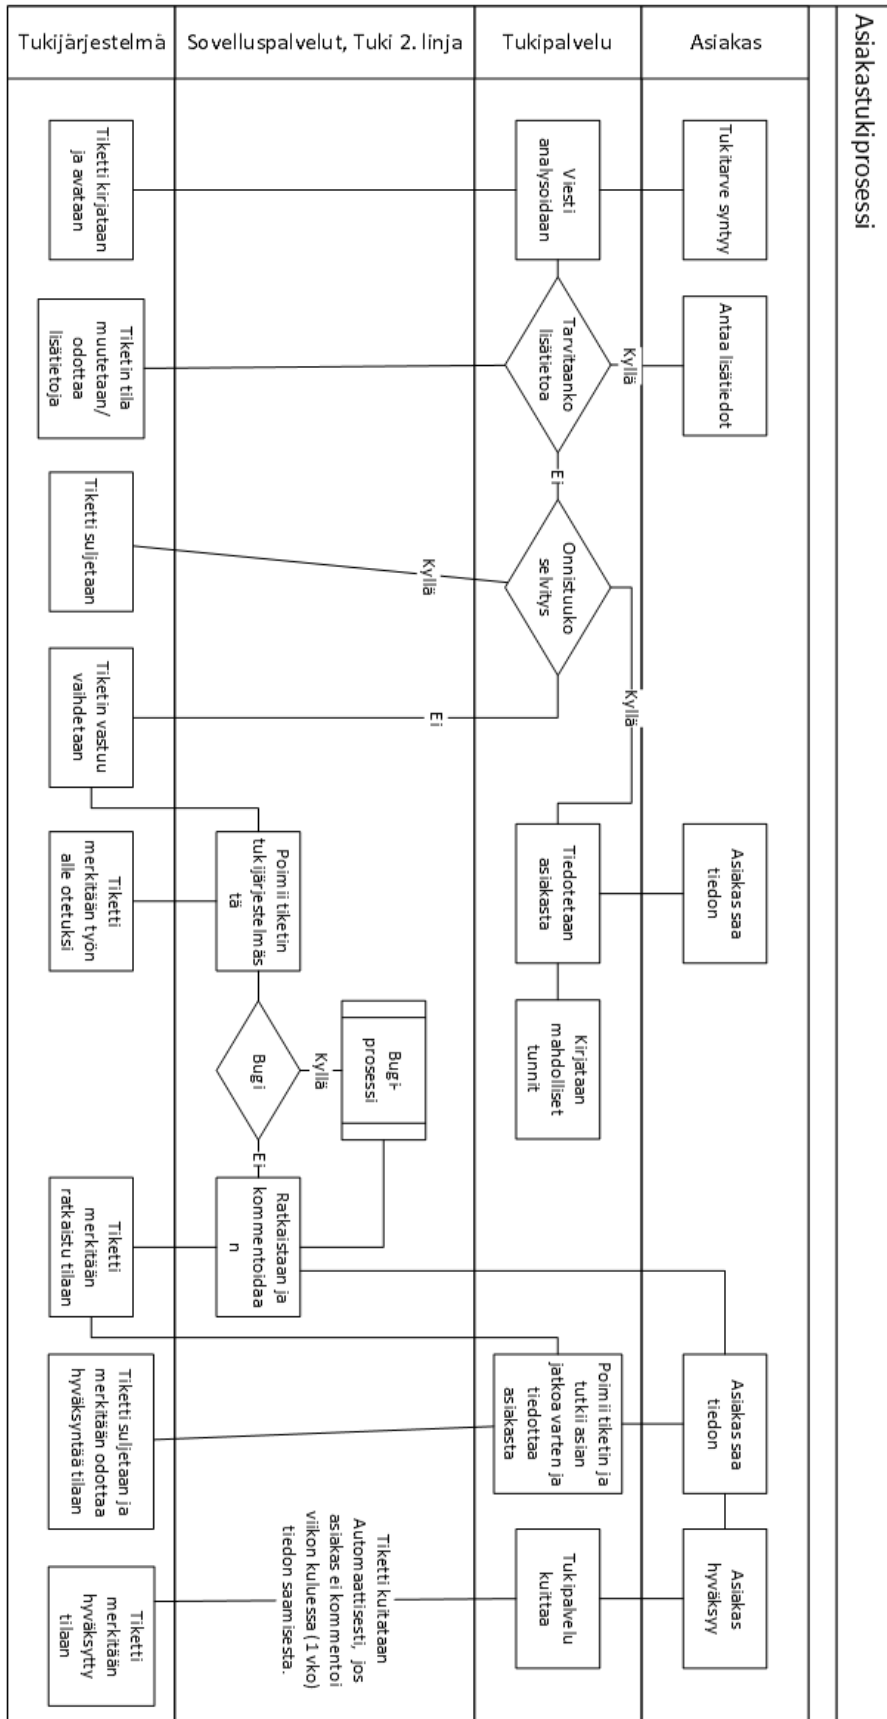 Asiakastukiprosessi
Asiakas
Tukitarve syntyy
Antaa lisätiedot
Asiakas saa
tiedon
Asiakas saa
tiedon
Asiakas
hyväksyy
Tukipalvelu
Viesti
analysoidaan
Tarvitaanko
lisätietoa
Kyllä
Ei
Onnistuuko
selvitys
Kyllä
Tiedotetaan
asiakasta
Kirjataan
mahdolliset
tunnit
Poimii tiketin ja
tutkii asian
jatkoa varten ja
tiedottaa
asiakasta
Tukipalvelu
kuittaa
Sovelluspalvelut, Tuki 2. linja
Kyllä
Ei
Poimii tiketin
tukijärjestelmäs
tä
Bugi
Kyllä
Bugi-
prosessi
Ei
Ratkaistaan ja
kommentoidaa
n
Tiketti kuitataan
Automaattisesti, jos
asiakas ei kommentoi
viikon kuluessa (1 vko)
tiedon saamisesta.
Tukijärjestelmä
Tiketti kirjataan
ja avataan
Tiketin tila
muutetaan/
odottaa
lisätietoja
Tiketti suljetaan
Tiketin vastuu
vaihdetaan
Tiketti
merkitään työn
alle otetuksi
Tiketti
merkitään
ratkaistu tilaan
Tiketti suljetaan ja
merkitään odottaa
hyväksyntää tilaan
Tiketti
merkitään
hyväksytty
tilaan